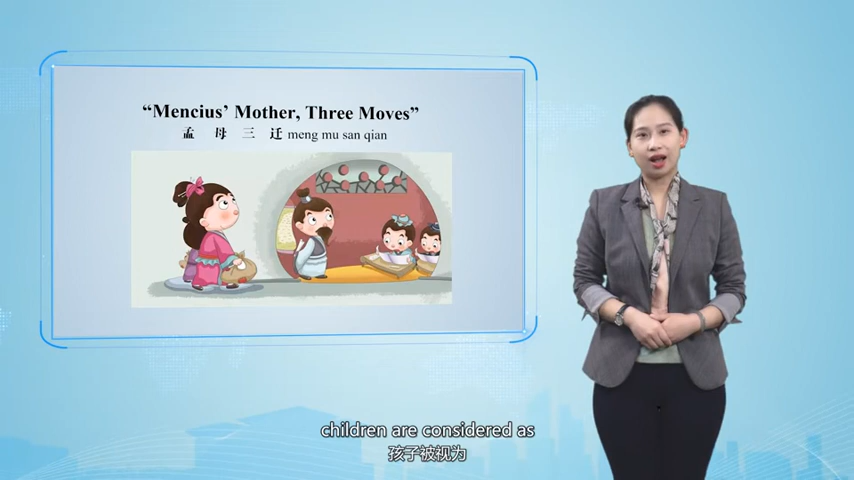 “Mencius’ Mother, Three Moves”
孟 母 三 迁 meng mu san qian
children are considered as
孩子被视为